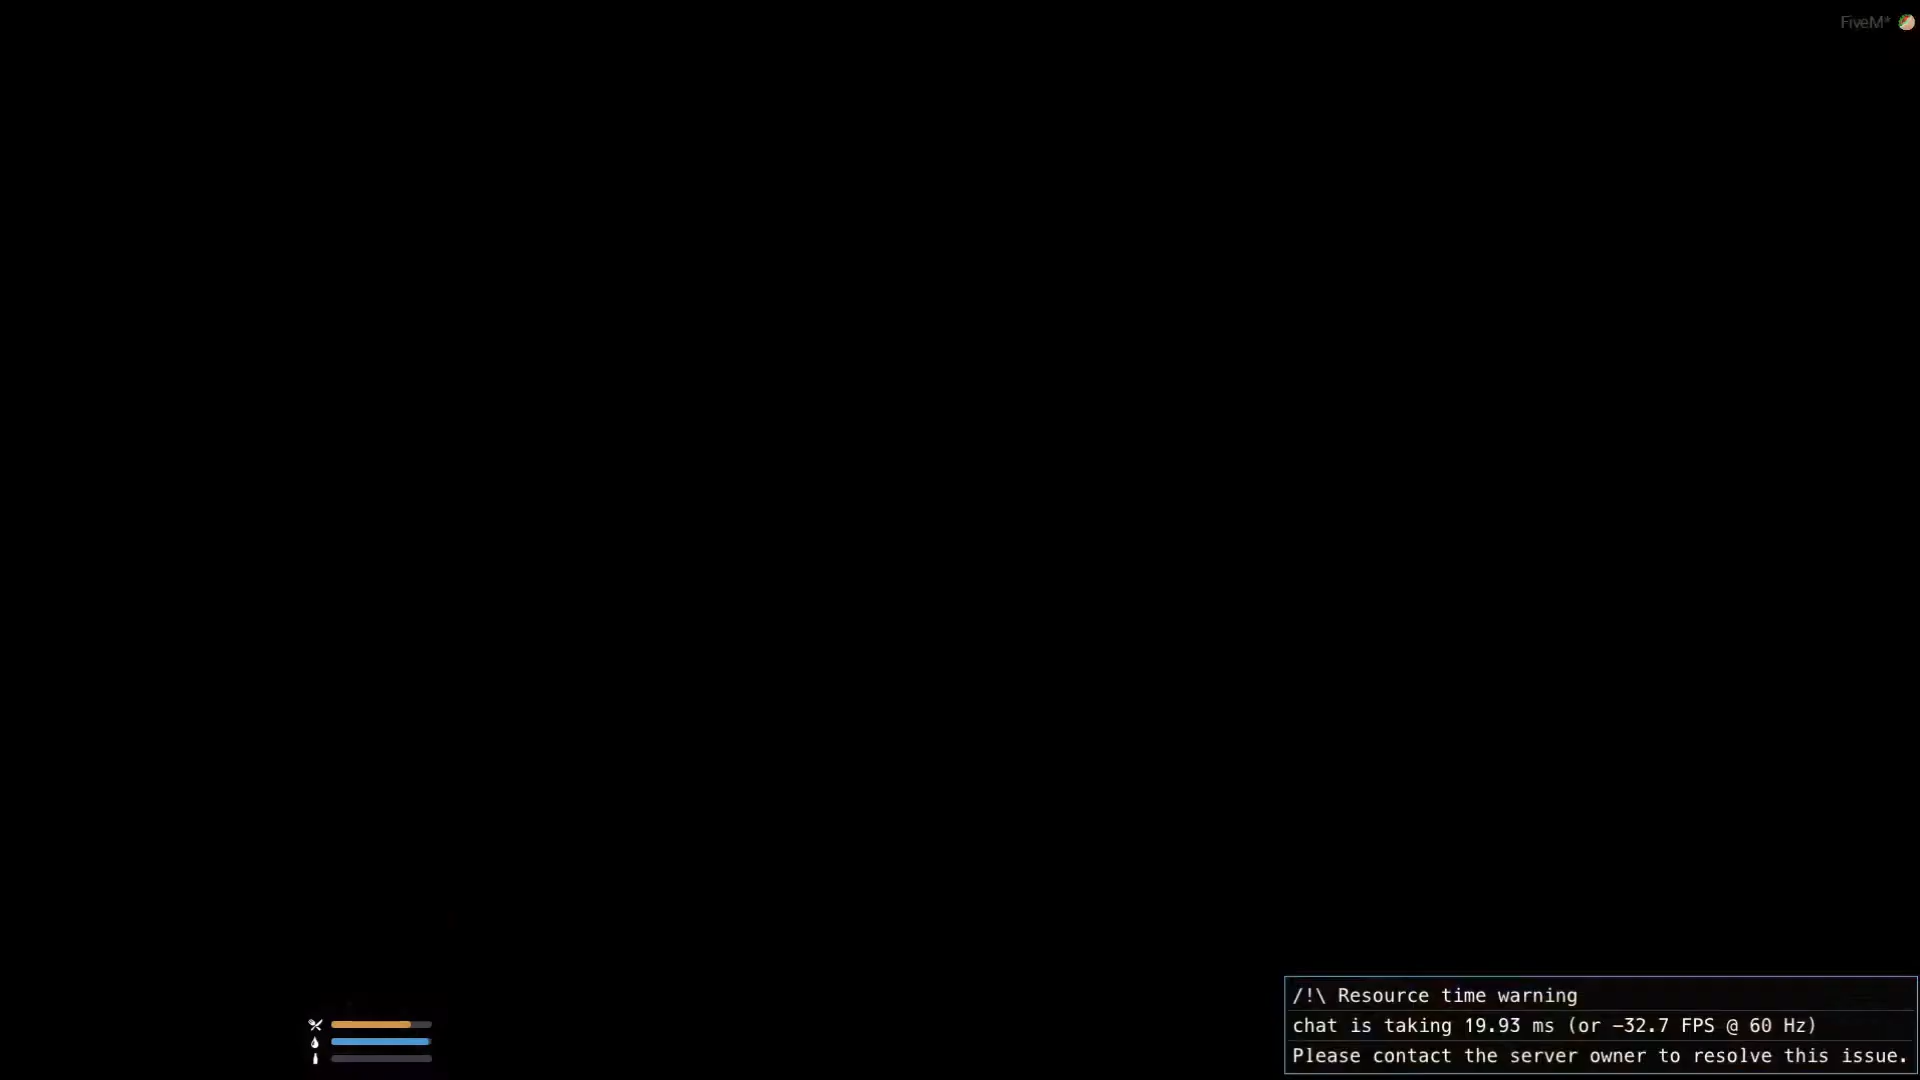 FiveM*
/!\ Resource time warning
chat is taking 19.93 ms (or −32.7 FPS @ 60 Hz)
Please contact the server owner to resolve this issue.